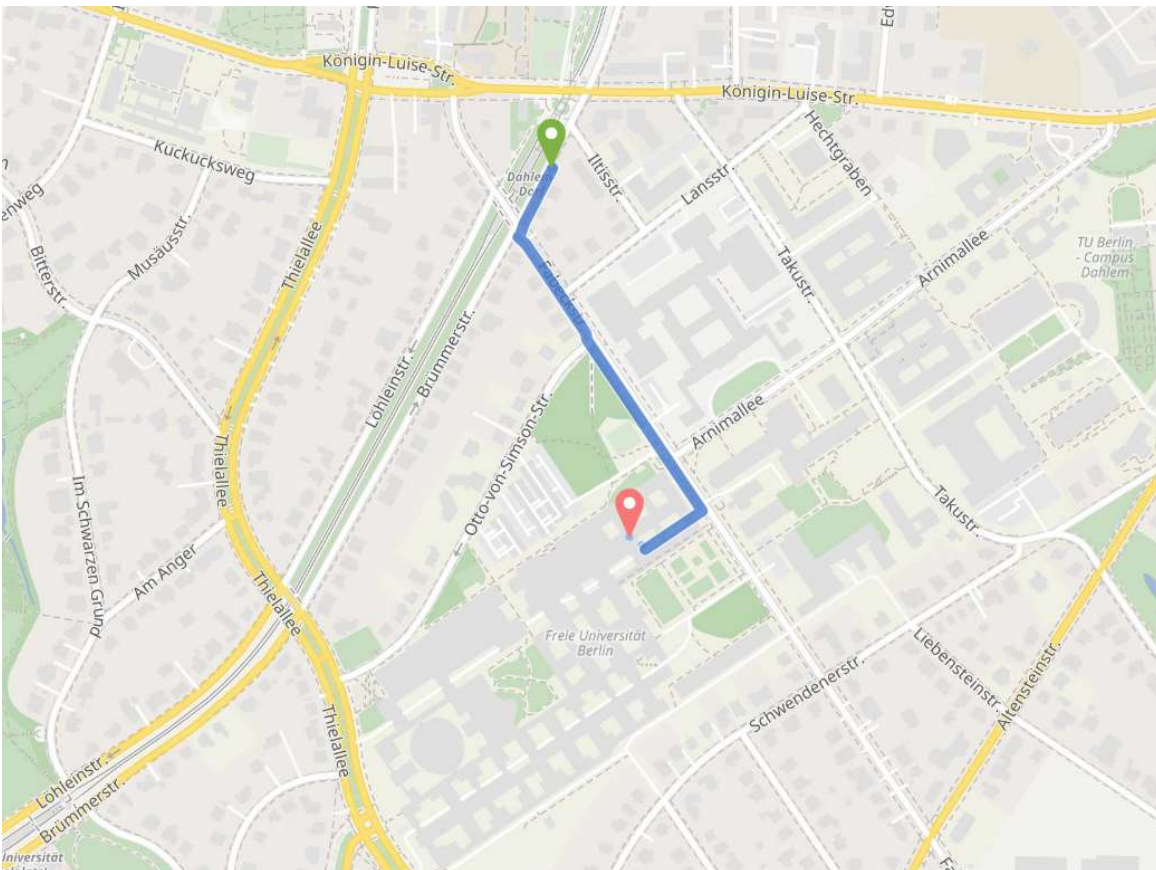 Königin-Luise-Str.
Königin-Luise-Str.
Kuckucksweg
Musäusstr.
Bitterstr.
enweg
Thielallee
Dahlem
Iltisstr.
Lansstr.
Hechtgraben
Takustr.
Arnimallee
TU Berlin
- Campus
Dahlem
Löhleinstr.
Brümmerstr.
Otto-von-Simson-Str.
Arnimallee
Thielallee
Im Schwarzen Grund
Am Anger
Thielallee
Takustr.
Freie Universität
Berlin
Liebensteinstr.
Schwendenerstr.
Altensteinstr.
Thielallee
Löhleinstr.
Brümmerstr.